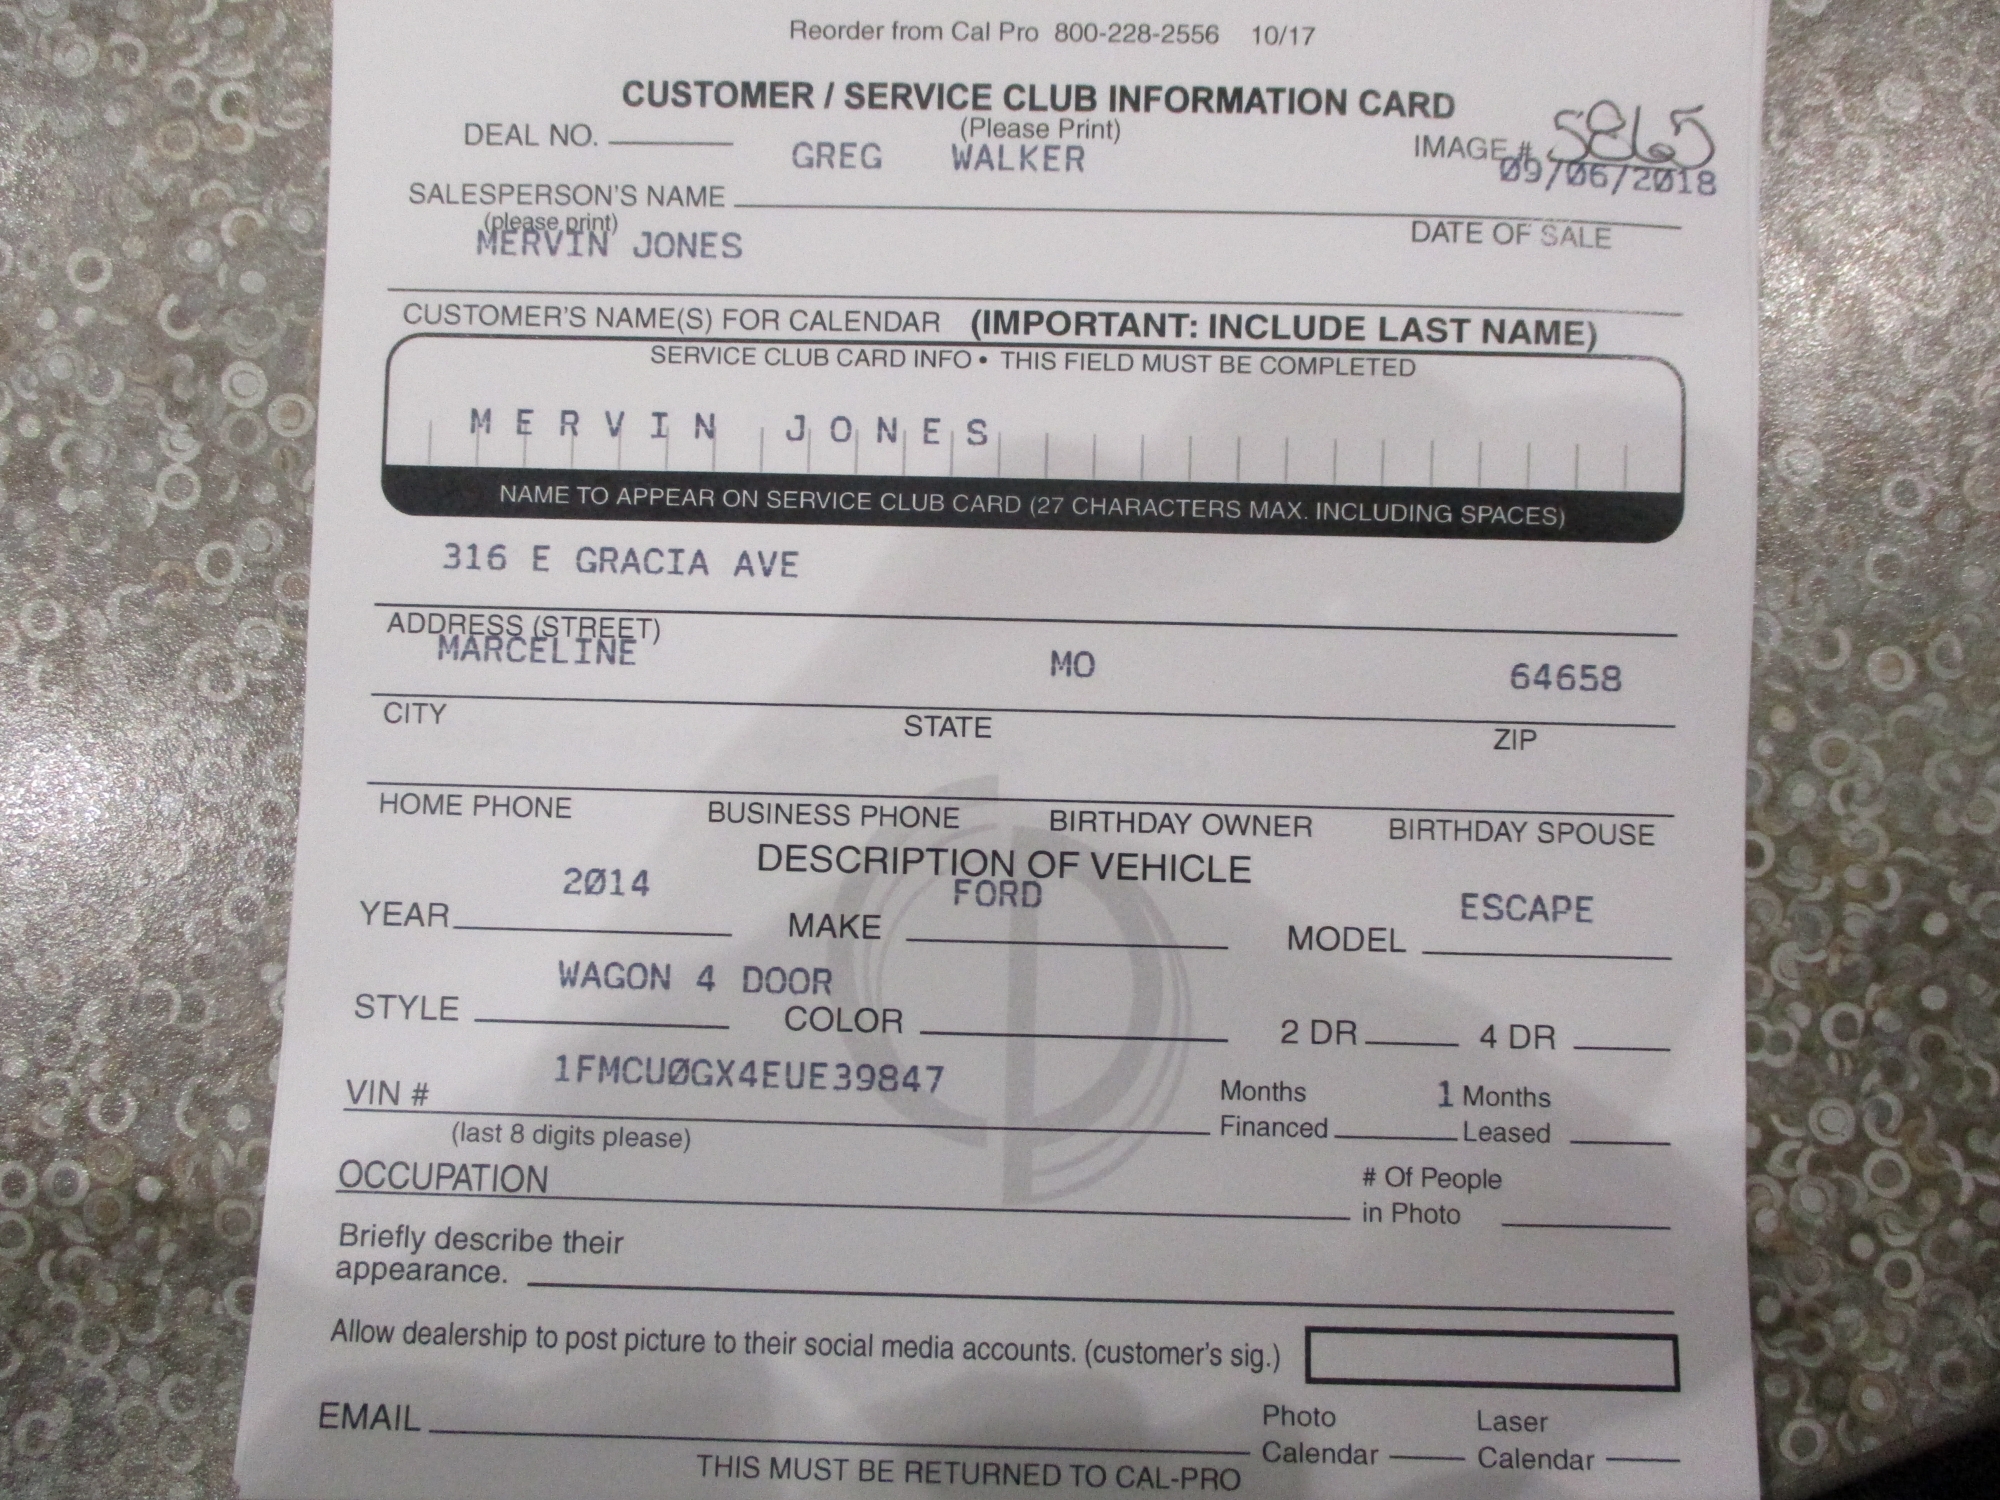 Reorder from Cal Pro 800-228-2556 10/17
CUSTOMER / SERVICE CLUB INFORMATION CARD
DEAL NO. (Please Print) IMAGE # 5865
GREG WALKER 09/06/2018
SALESPERSON'S NAME
(please print) DATE OF SALE
MERVIN JONES
CUSTOMER'S NAME(S) FOR CALENDAR (IMPORTANT: INCLUDE LAST NAME)
SERVICE CLUB CARD INFO • THIS FIELD MUST BE COMPLETED
MERVIN JONES
NAME TO APPEAR ON SERVICE CLUB CARD (27 CHARACTERS MAX. INCLUDING SPACES)
316 E GRACIA AVE
ADDRESS (STREET)
MARCELINE MO 64658
CITY STATE ZIP
HOME PHONE BUSINESS PHONE BIRTHDAY OWNER BIRTHDAY SPOUSE
DESCRIPTION OF VEHICLE
2014 FORD ESCAPE
YEAR MAKE MODEL
WAGON 4 DOOR
STYLE COLOR 2 DR 4 DR
1FMCU0GX4EUE39847
VIN # Months 1 Months
(last 8 digits please) Financed Leased
OCCUPATION # Of People
in Photo
Briefly describe their
appearance.
Allow dealership to post picture to their social media accounts. (customer's sig.)
EMAIL Photo Laser
Calendar Calendar
THIS MUST BE RETURNED TO CAL-PRO